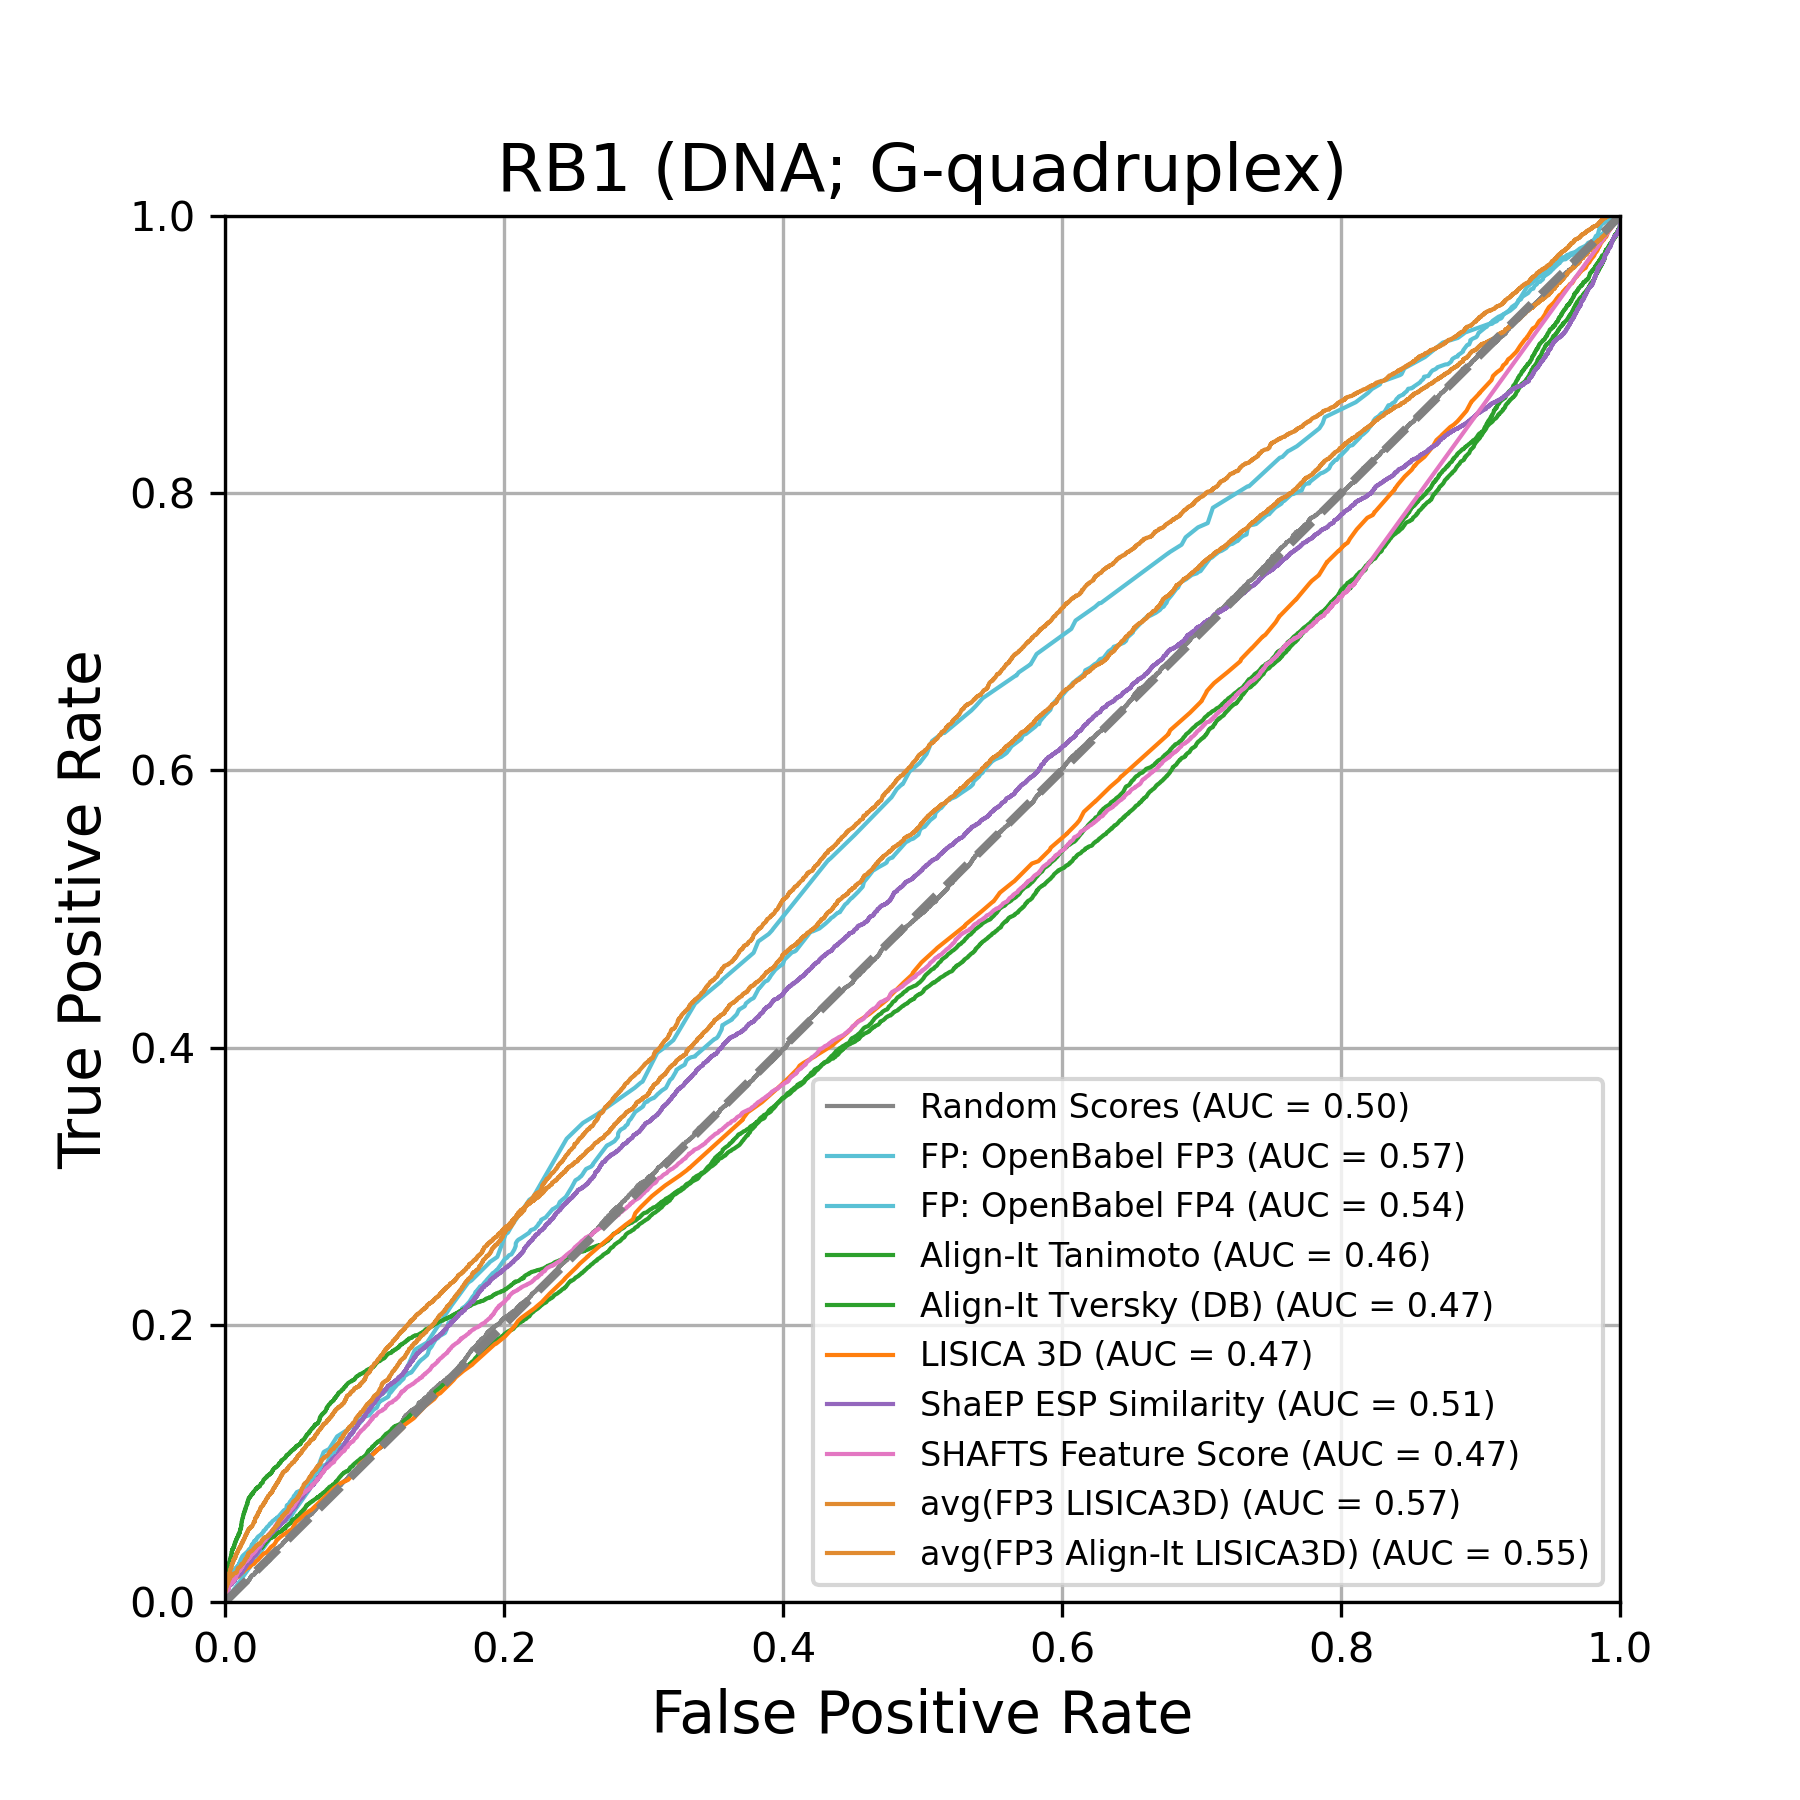 RB1 (DNA; G-quadruplex)
1.0
0.8
0.6
0.4
0.2
0.0
True Positive Rate
Random Scores (AUC = 0.50)
FP: OpenBabel FP3 (AUC = 0.57)
FP: OpenBabel FP4 (AUC = 0.54)
Align-It Tanimoto (AUC = 0.46)
Align-It Tversky (DB) (AUC = 0.47)
LISICA 3D (AUC = 0.47)
ShaEP ESP Similarity (AUC = 0.51)
SHAFTS Feature Score (AUC = 0.47)
avg(FP3 LISICA3D) (AUC = 0.57)
avg(FP3 Align-It LISICA3D) (AUC = 0.55)
0.0 0.2 0.4 0.6 0.8 1.0
False Positive Rate